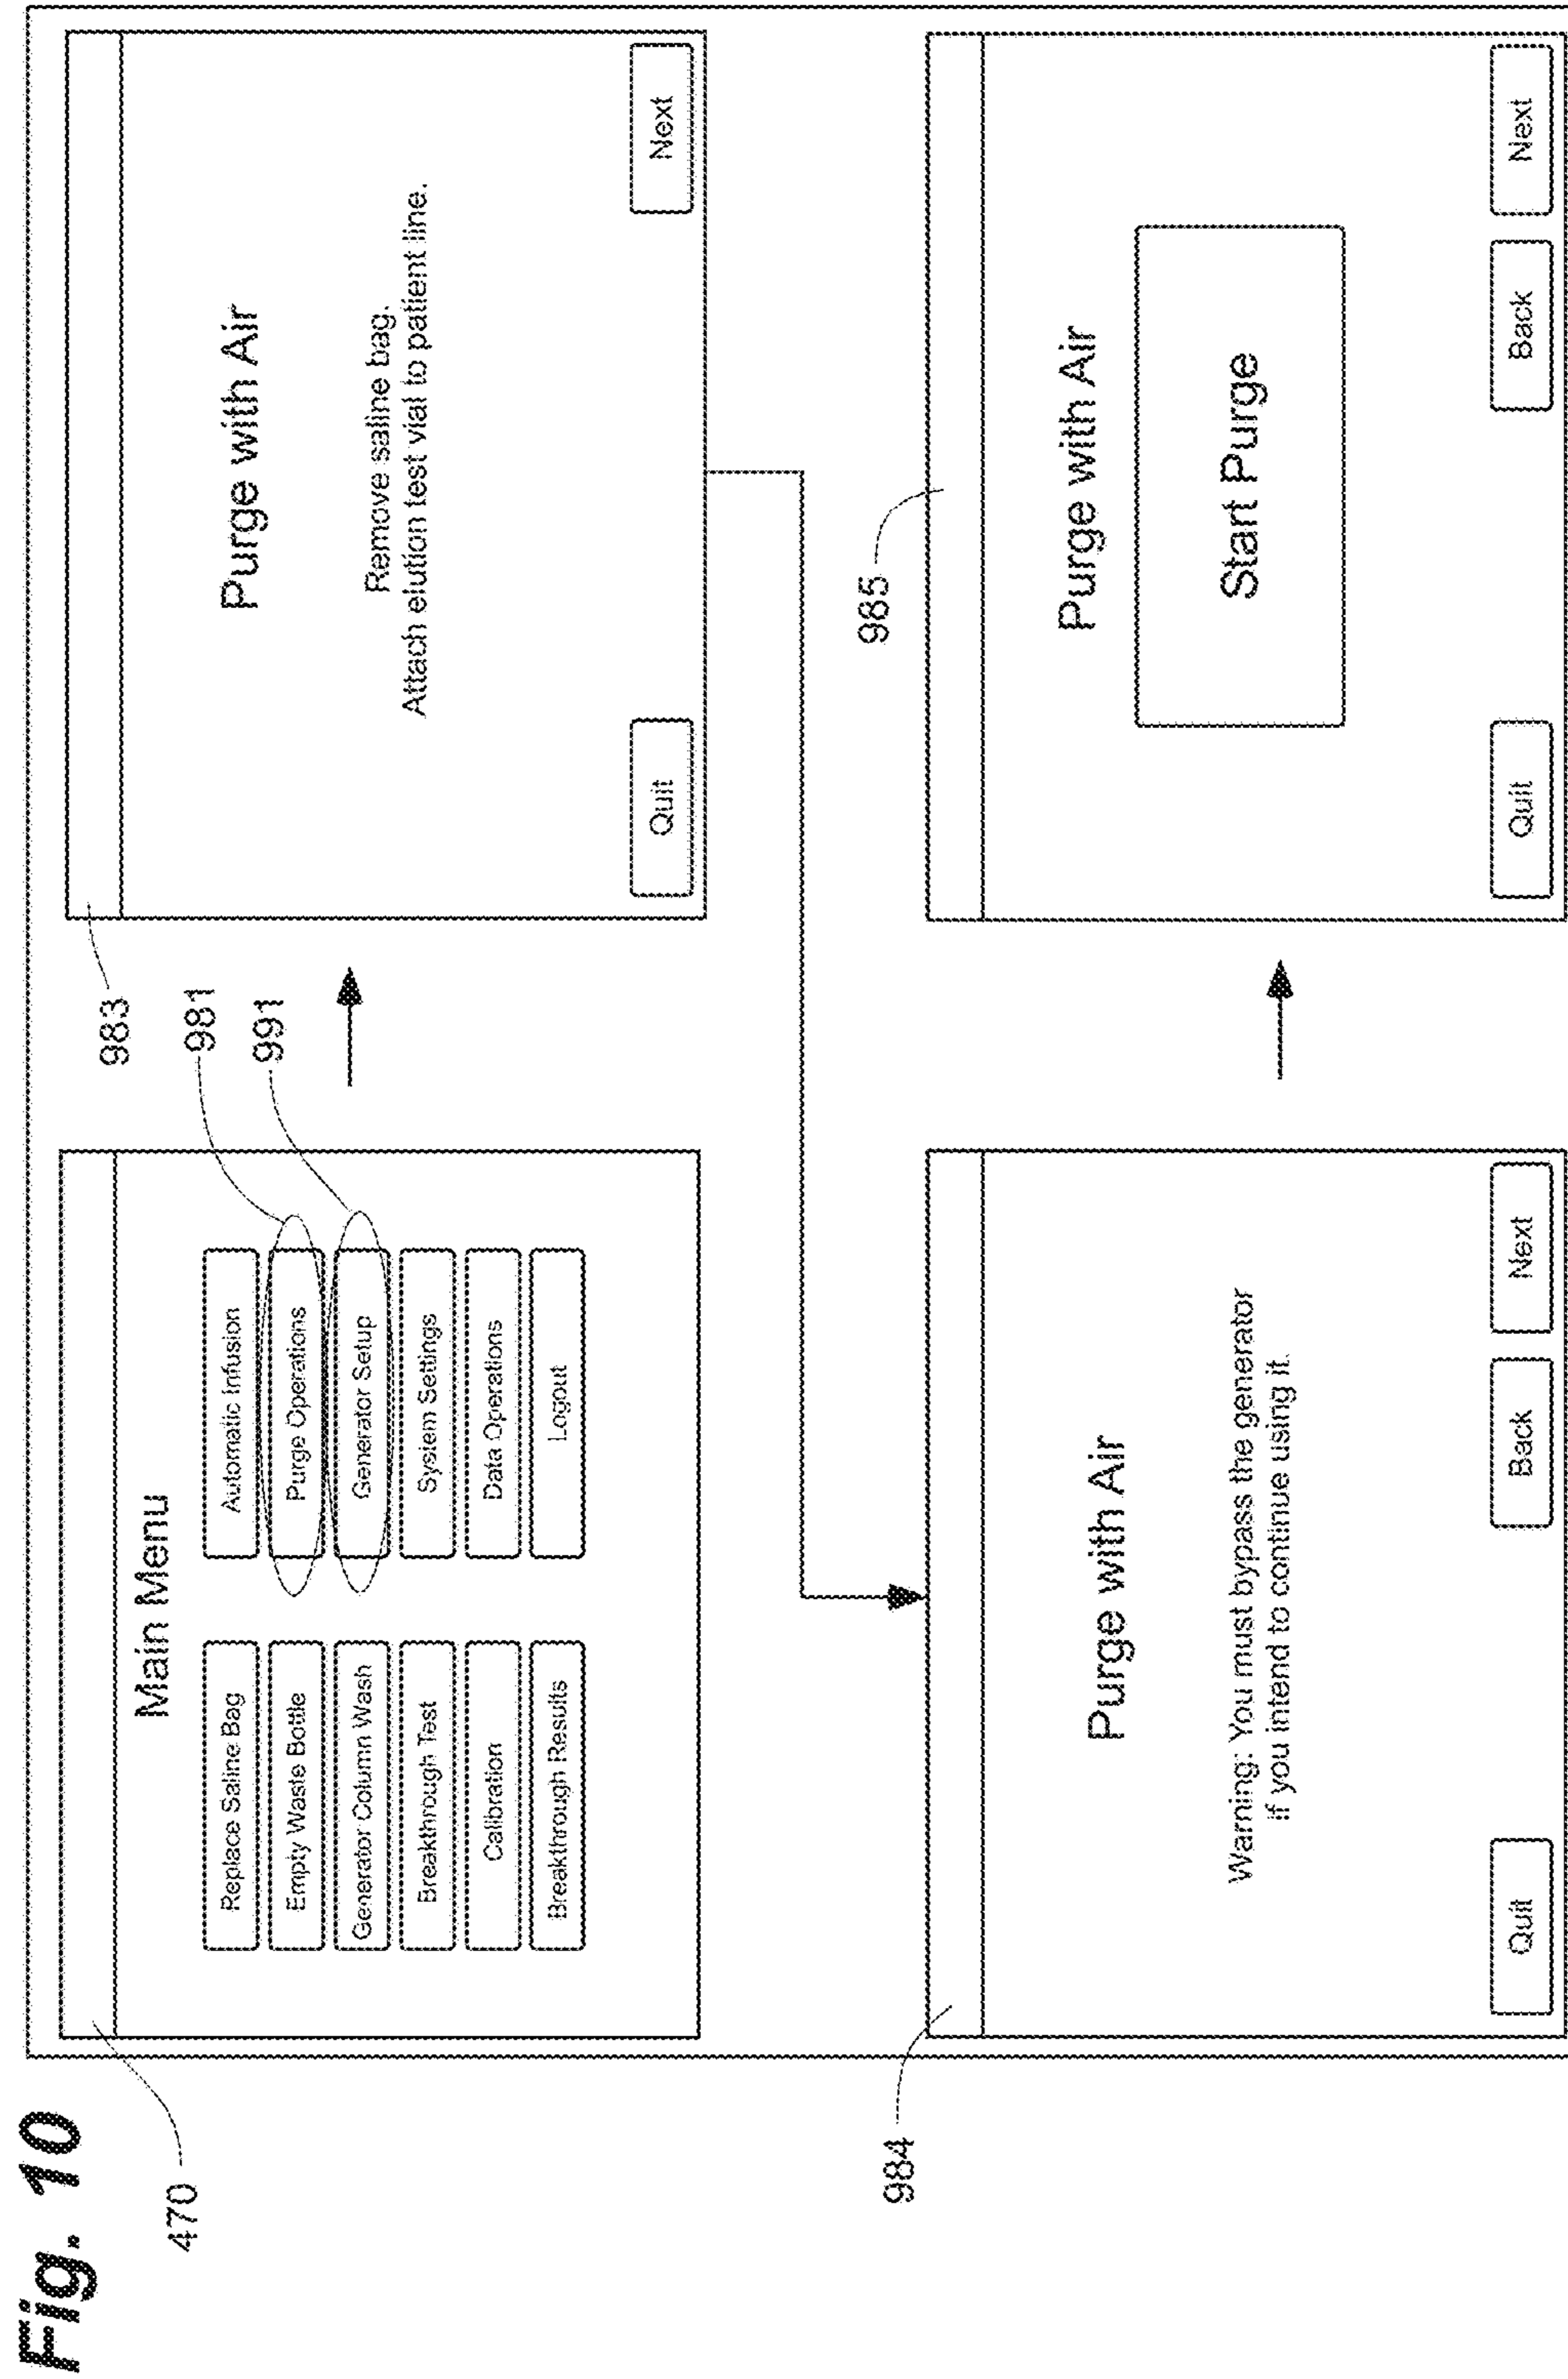 Fig. 10
470
Main Menu
Replace Saline Bag
Empty Waste Bottle
Generator Column Wash
Breakthrough Test
Calibration
Breakthrough Results
Automatic Infusion
Purge Operations
Generator Setup
System Settings
Data Operations
Logout
981
991
983
Purge with Air
Remove saline bag.
Attach elution test vial to patient line.
Quit
Next
984
Purge with Air
Warning: You must bypass the generator
if you intend to continue using it.
Quit
Back
Next
985
Purge with Air
Start Purge
Quit
Back
Next